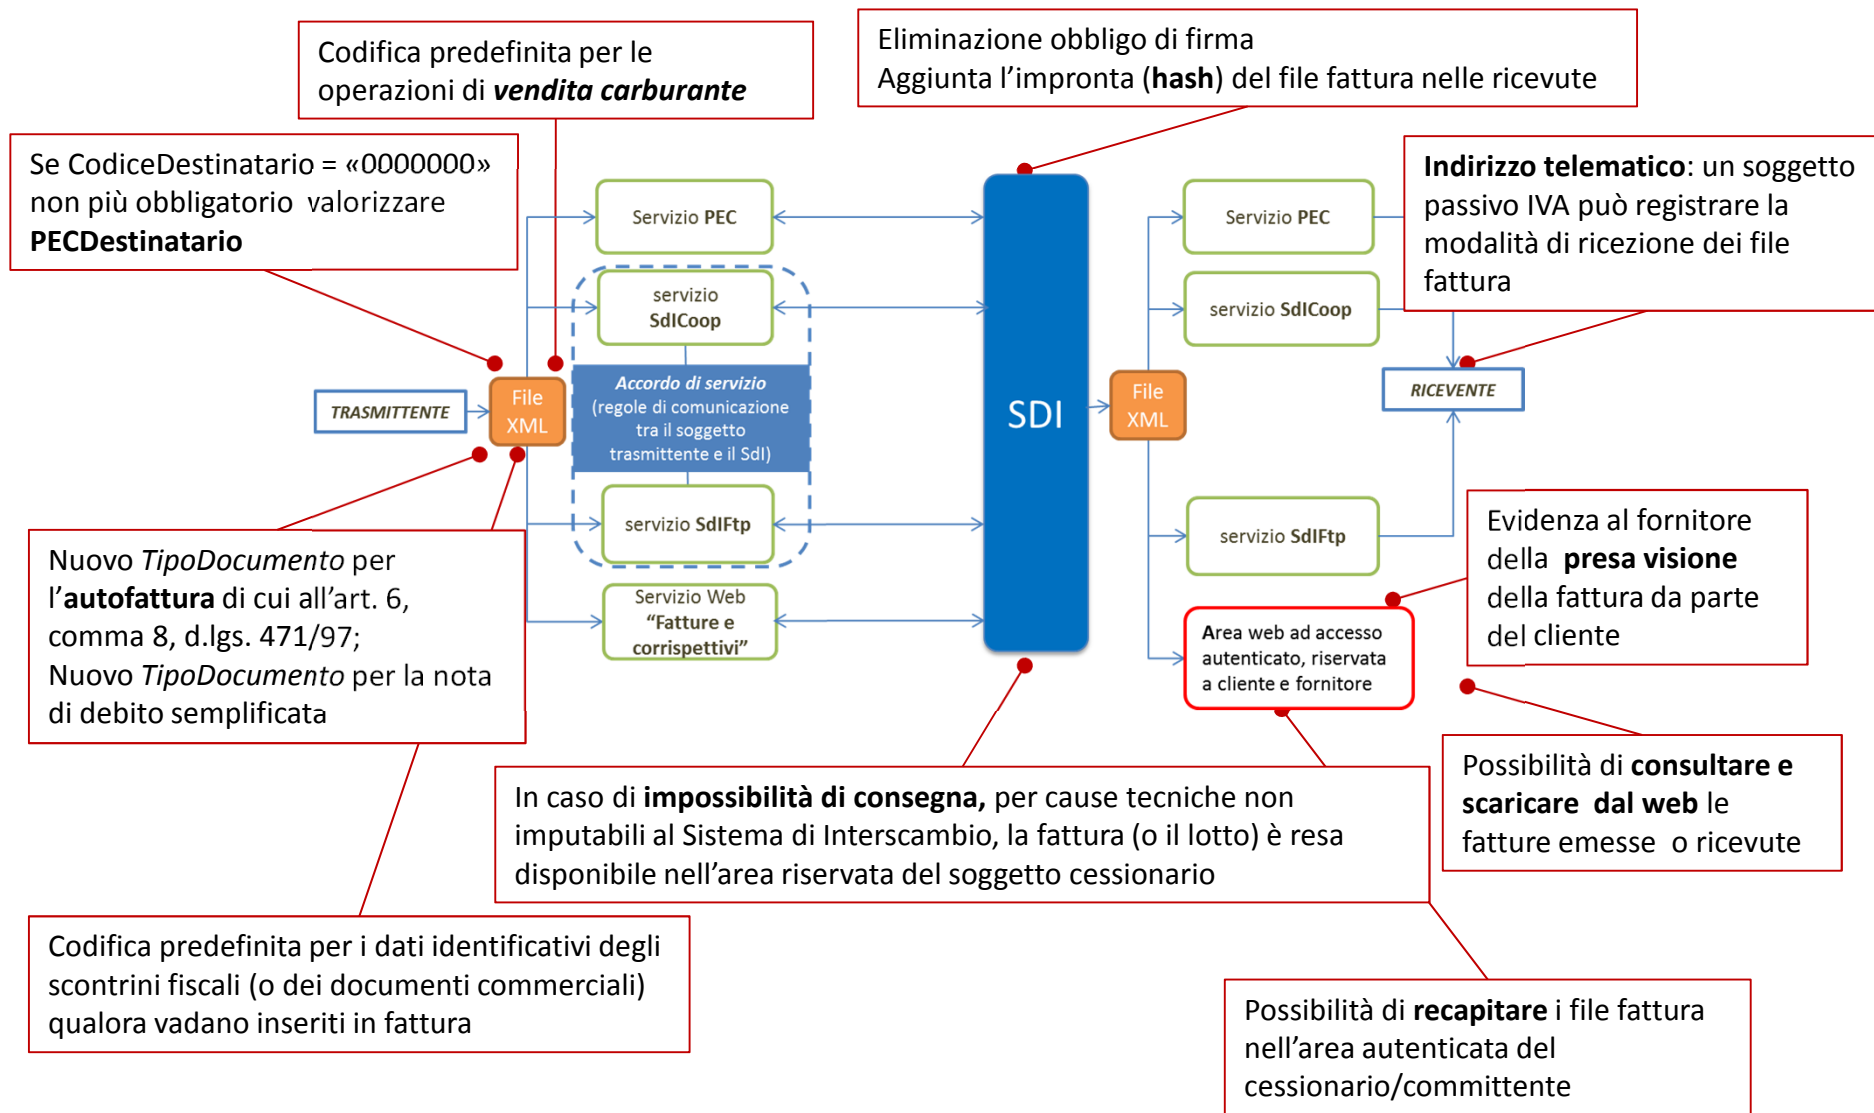 Codifica predefinita per le
operazioni di vendita carburante
Eliminazione obbligo di firma
Aggiunta l’impronta (hash) del file fattura nelle ricevute
Se CodiceDestinatario = «0000000»
non più obbligatorio valorizzare
PECDestinatario
Indirizzo telematico: un soggetto
passivo IVA può registrare la
modalità di ricezione dei file
fattura
Servizio PEC
servizio
SdICoop
Accordo di servizio
(regole di comunicazione
tra il soggetto
trasmittente e il SdI)
servizio SdIFtp
Servizio Web
“Fatture e
corrispettivi”
TRASMITTENTE
File
XML
SDI
File
XML
Servizio PEC
servizio SdICoop
RICEVENTE
servizio SdIFtp
Area web ad accesso
autenticato, riservata
a cliente e fornitore
Evidenza al fornitore
della presa visione
della fattura da parte
del cliente
Nuovo TipoDocumento per
l’autofattura di cui all’art. 6,
comma 8, d.lgs. 471/97;
Nuovo TipoDocumento per la nota
di debito semplificata
In caso di impossibilità di consegna, per cause tecniche non
imputabili al Sistema di Interscambio, la fattura (o il lotto) è resa
disponibile nell’area riservata del soggetto cessionario
Possibilità di consultare e
scaricare dal web le
fatture emesse o ricevute
Codifica predefinita per i dati identificativi degli
scontrini fiscali (o dei documenti commerciali)
qualora vadano inseriti in fattura
Possibilità di recapitare i file fattura
nell’area autenticata del
cessionario/committente